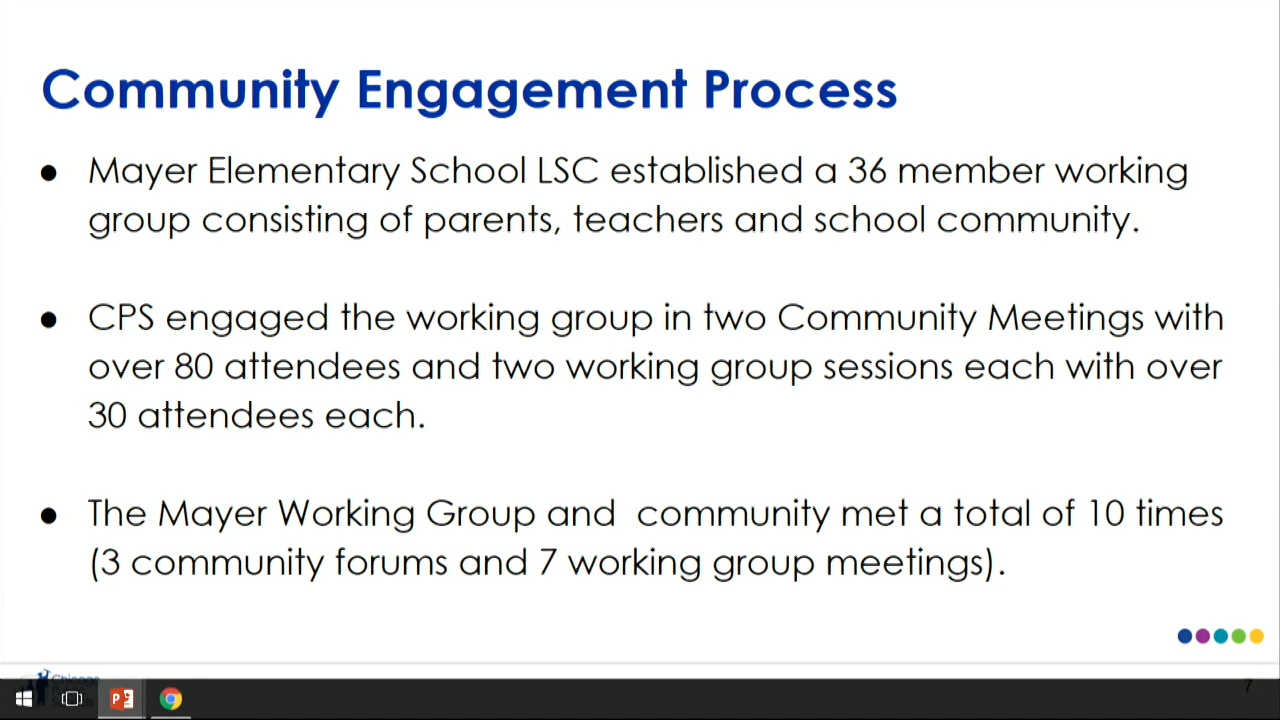 Community Engagement Process
● Mayer Elementary School LSC established a 36 member working
group consisting of parents, teachers and school community.
● CPS engaged the working group in two Community Meetings with
over 80 attendees and two working group sessions each with over
30 attendees each.
● The Mayer Working Group and  community met a total of 10 times
(3 community forums and 7 working group meetings).
7